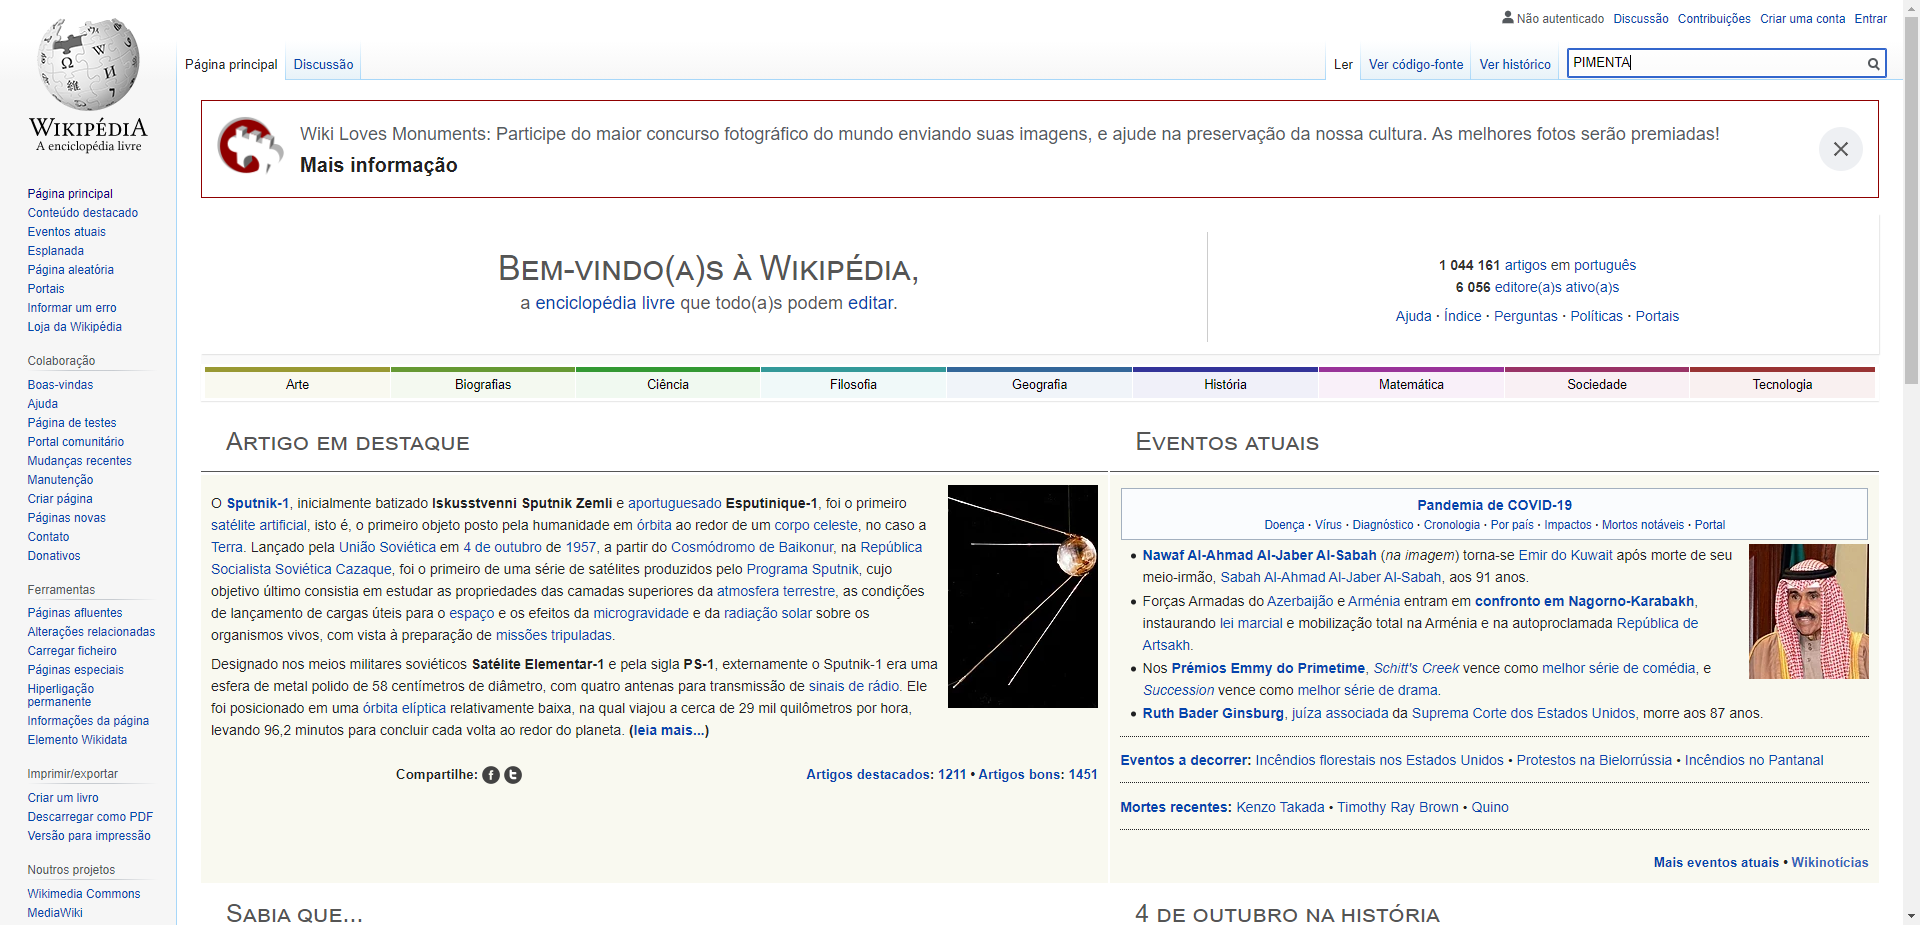 Não autenticado Discussão Contribuições Criar uma conta Entrar
Página principal Discussão Ler Ver código-fonte Ver histórico PIMENTA
WIKIPÉDIA
A enciclopédia livre
Página principal
Conteúdo destacado
Eventos atuais
Esplanada
Página aleatória
Portais
Informar um erro
Loja da Wikipédia
Colaboração
Boas-vindas
Ajuda
Página de testes
Portal comunitário
Mudanças recentes
Manutenção
Criar página
Páginas novas
Contato
Donativos
Ferramentas
Páginas afluentes
Alterações relacionadas
Carregar ficheiro
Páginas especiais
Hiperligação
permanente
Informações da página
Elemento Wikidata
Imprimir/exportar
Criar um livro
Descarregar como PDF
Versão para impressão
Noutros projetos
Wikimedia Commons
MediaWiki
Wiki Loves Monuments: Participe do maior concurso fotográfico do mundo enviando suas imagens, e ajude na preservação da nossa cultura. As melhores fotos serão premiadas!
Mais informação
Bem-vindo(a)s à Wikipédia,
a enciclopédia livre que todo(a)s podem editar.
1 044 161 artigos em português
6 056 editore(a)s ativo(a)s
Ajuda · Índice · Perguntas · Políticas · Portais
Arte Biografias Ciência Filosofia Geografia História Matemática Sociedade Tecnologia
Artigo em destaque
O Sputnik-1, inicialmente batizado Iskusstvenni Sputnik Zemli e aportuguesado Esputinique-1, foi o primeiro
satélite artificial, isto é, o primeiro objeto posto pela humanidade em órbita ao redor de um corpo celeste, no caso a
Terra. Lançado pela União Soviética em 4 de outubro de 1957, a partir do Cosmódromo de Baikonur, na República
Socialista Soviética Cazaque, foi o primeiro de uma série de satélites produzidos pelo Programa Sputnik, cujo
objetivo último consistia em estudar as propriedades das camadas superiores da atmosfera terrestre, as condições
de lançamento de cargas úteis para o espaço e os efeitos da microgravidade e da radiação solar sobre os
organismos vivos, com vista à preparação de missões tripuladas.
Designado nos meios militares soviéticos Satélite Elementar-1 e pela sigla PS-1, externamente o Sputnik-1 era uma
esfera de metal polido de 58 centímetros de diâmetro, com quatro antenas para transmissão de sinais de rádio. Ele
foi posicionado em uma órbita elíptica relativamente baixa, na qual viajou a cerca de 29 mil quilômetros por hora,
levando 96,2 minutos para concluir cada volta ao redor do planeta. (leia mais...)
Compartilhe: Artigos destacados: 1211 • Artigos bons: 1451
Eventos atuais
Pandemia de COVID-19
Doença · Vírus · Diagnóstico · Cronologia · Por país · Impactos · Mortos notáveis · Portal
• Nawaf Al-Ahmad Al-Jaber Al-Sabah (na imagem) torna-se Emir do Kuwait após morte de seu
meio-irmão, Sabah Al-Ahmad Al-Jaber Al-Sabah, aos 91 anos.
• Forças Armadas do Azerbaijão e Arménia entram em confronto em Nagorno-Karabakh,
instaurando lei marcial e mobilização total na Arménia e na autoproclamada República de
Artsakh.
• Nos Prémios Emmy do Primetime, Schitt's Creek vence como melhor série de comédia, e
Succession vence como melhor série de drama.
• Ruth Bader Ginsburg, juíza associada da Suprema Corte dos Estados Unidos, morre aos 87 anos.
Eventos a decorrer: Incêndios florestais nos Estados Unidos • Protestos na Bielorrússia • Incêndios no Pantanal
Mortes recentes: Kenzo Takada • Timothy Ray Brown • Quino
Mais eventos atuais • Wikinotícias
Sabia que...
4 de outubro na história